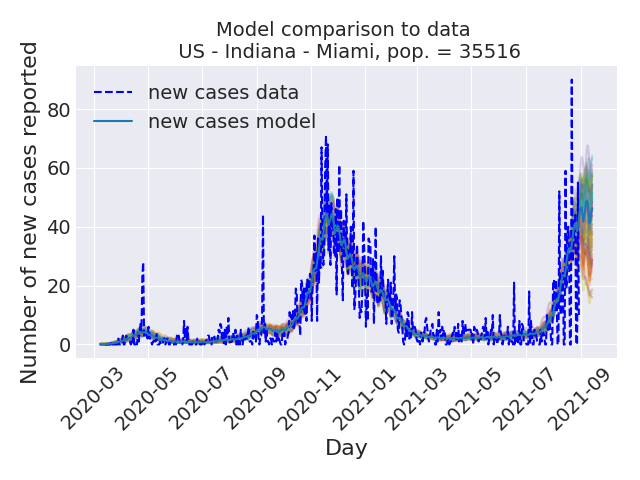 Model comparison to data
US - Indiana - Miami, pop. = 35516
Number of new cases reported
80
60
40
20
0
new cases data
new cases model
2020-03
2020-05
2020-07
2020-09
2020-11
2021-01
2021-03
2021-05
2021-07
2021-09
Day